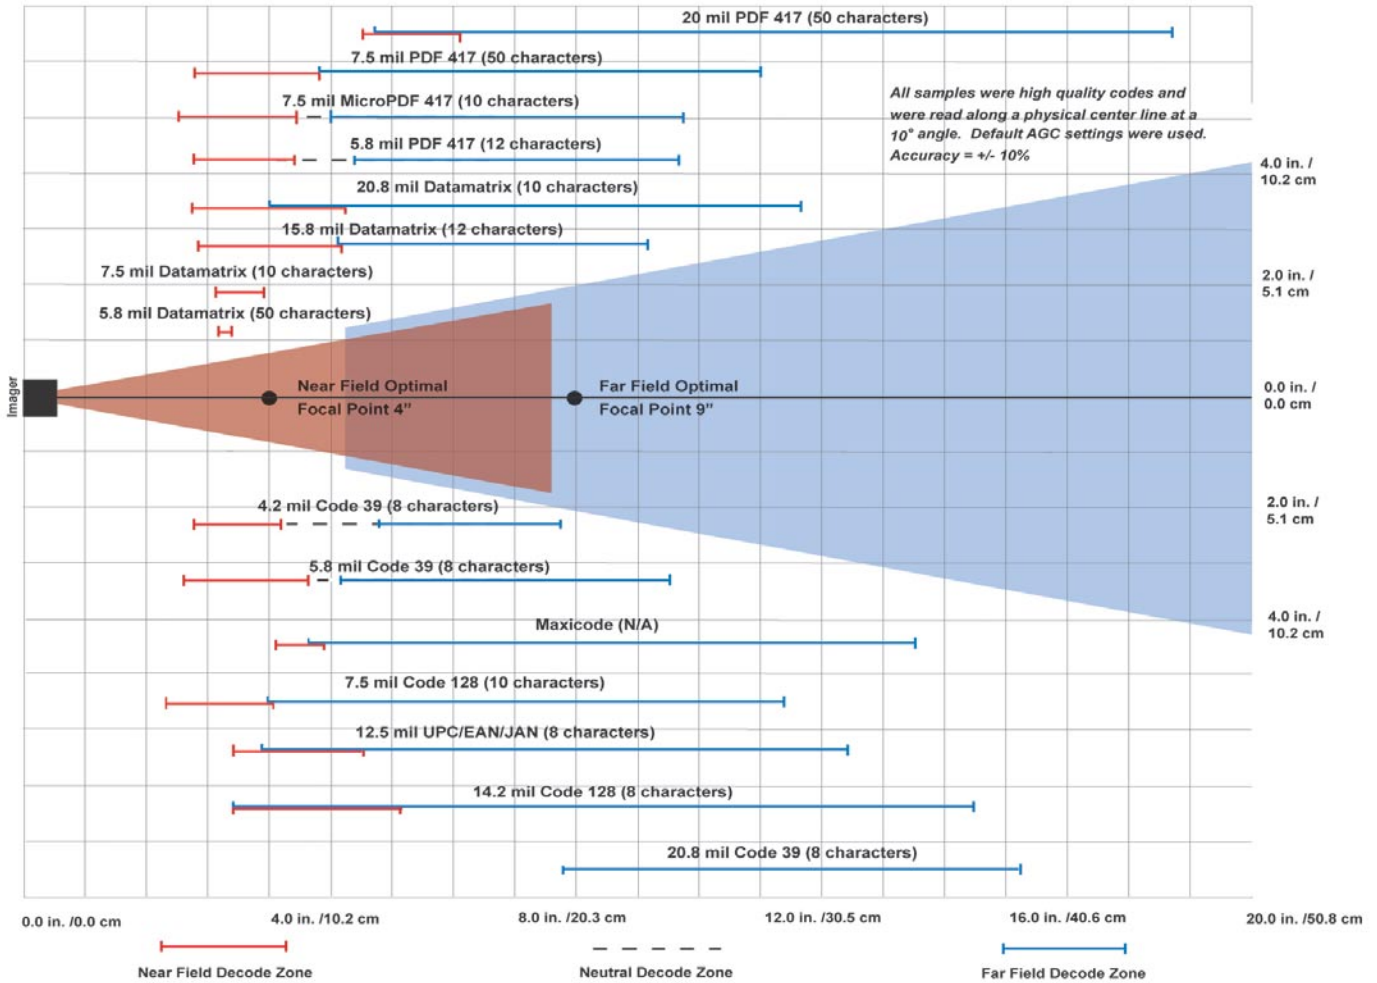 20 mil PDF 417 (50 characters)
7.5 mil PDF 417 (50 characters)
7.5 mil MicroPDF 417 (10 characters)
5.8 mil PDF 417 (12 characters)
20.8 mil Datamatrix (10 characters)
15.8 mil Datamatrix (12 characters)
7.5 mil Datamatrix (10 characters)
5.8 mil Datamatrix (50 characters)
All samples were high quality codes and
were read along a physical center line at a
10° angle. Default AGC settings were used.
Accuracy = +/- 10%
4.0 in. /
10.2 cm
2.0 in. /
5.1 cm
0.0 in. /
0.0 cm
2.0 in. /
5.1 cm
4.0 in. /
10.2 cm
Imager
Near Field Optimal
Focal Point 4”
Far Field Optimal
Focal Point 9”
4.2 mil Code 39 (8 characters)
5.8 mil Code 39 (8 characters)
Maxicode (N/A)
7.5 mil Code 128 (10 characters)
12.5 mil UPC/EAN/JAN (8 characters)
14.2 mil Code 128 (8 characters)
20.8 mil Code 39 (8 characters)
0.0 in. /0.0 cm
4.0 in. /10.2 cm
8.0 in. /20.3 cm
12.0 in. /30.5 cm
16.0 in. /40.6 cm
20.0 in. /50.8 cm
Near Field Decode Zone
Neutral Decode Zone
Far Field Decode Zone